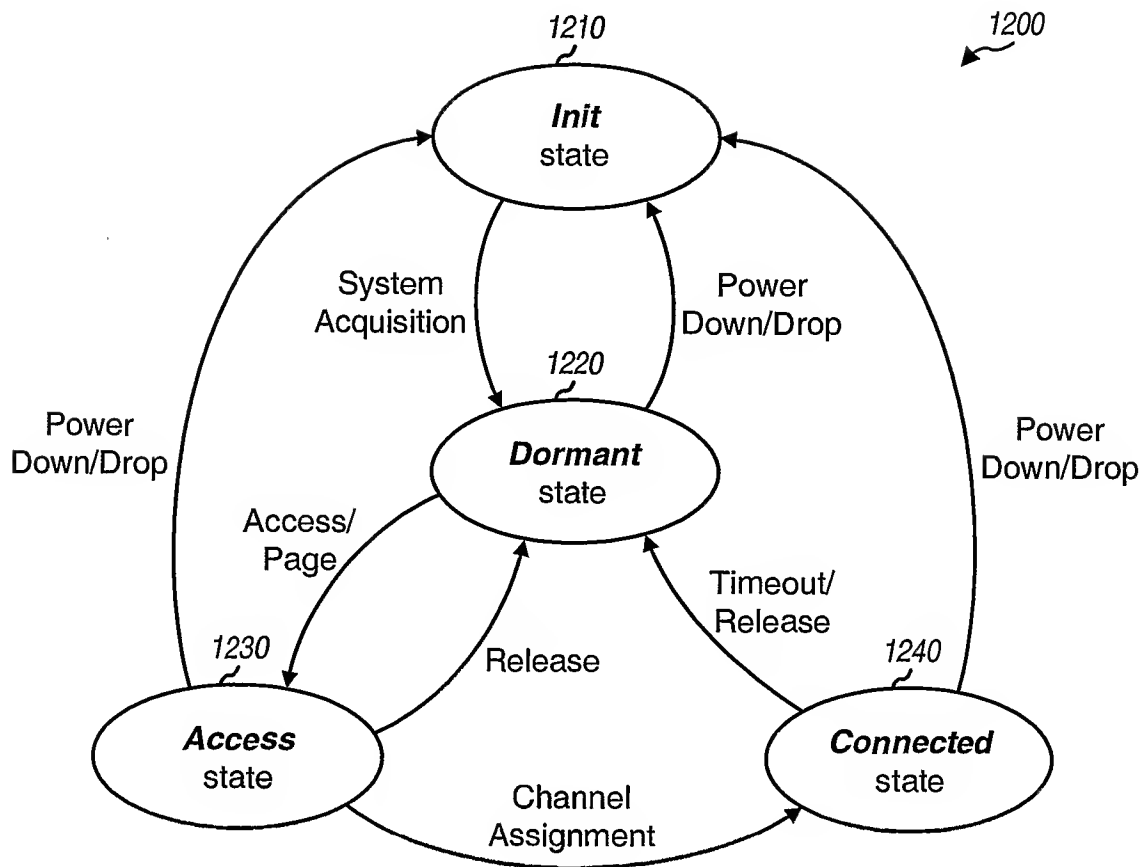 1210
1200
Init
state
System
Acquisition
Power
Down/Drop
1220
Power
Down/Drop
Dormant
state
Power
Down/Drop
Access/
Page
Timeout/
Release
1230
Release
1240
Access
state
Connected
state
Channel
Assignment